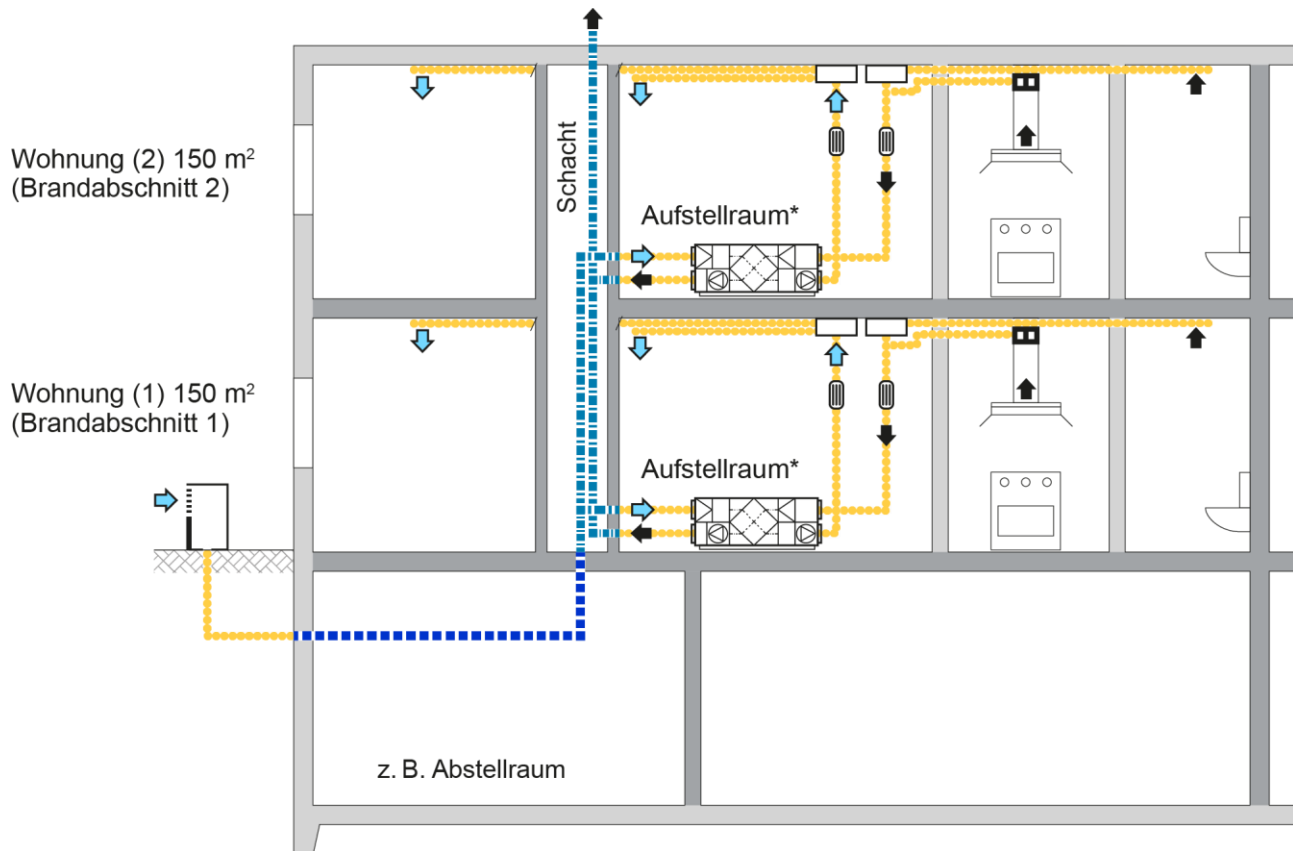 Wohnung (2) 150 m²
(Brandabschnitt 2)
Schacht
Aufstellraum*
Wohnung (1) 150 m²
(Brandabschnitt 1)
Aufstellraum*
z. B. Abstellraum